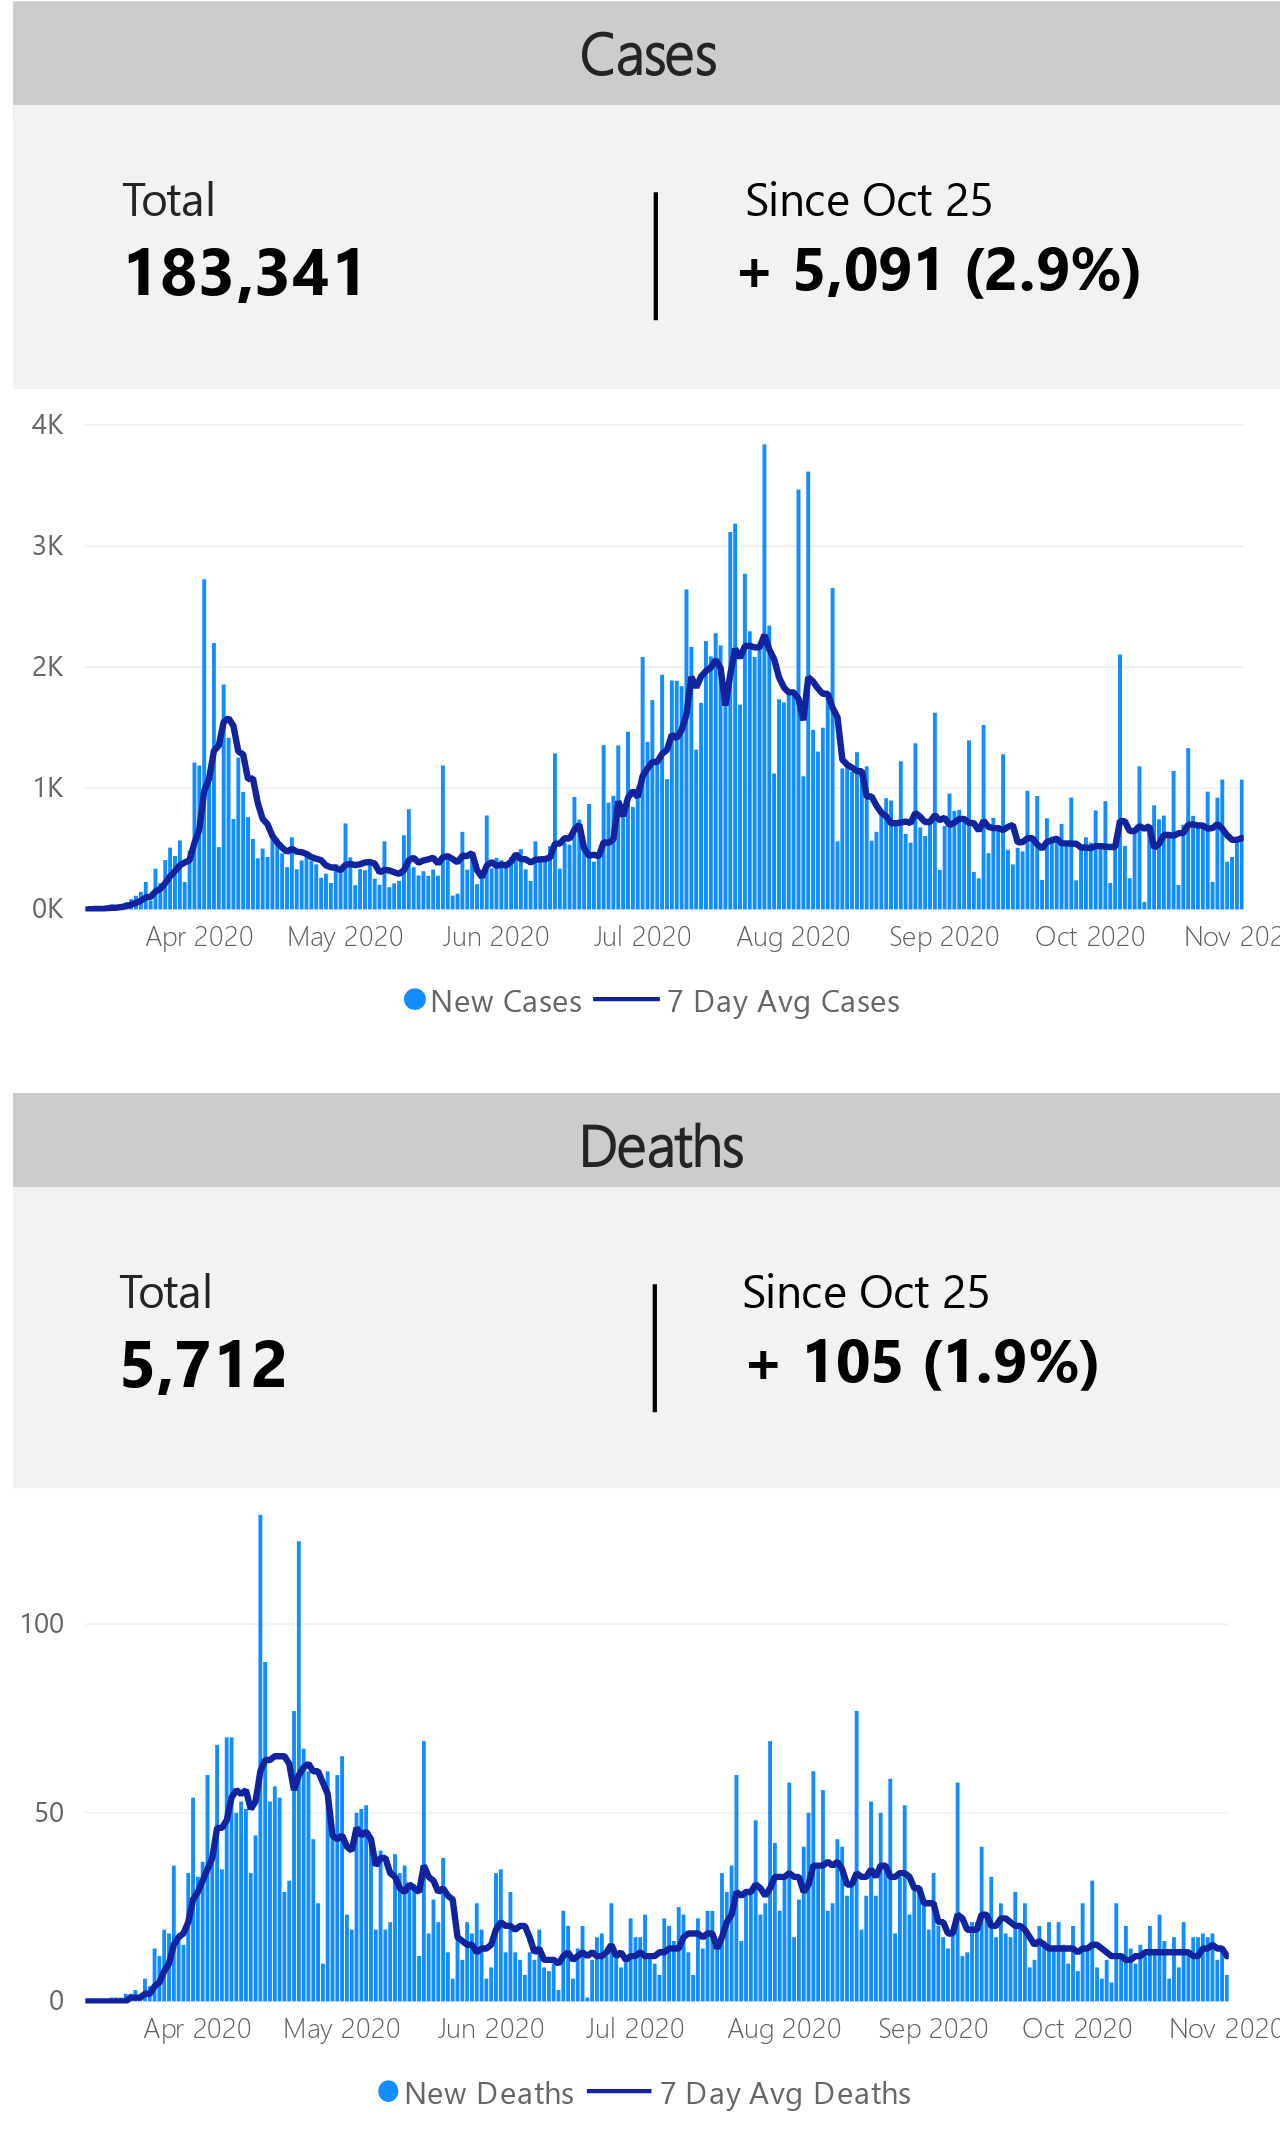 Cases
Total
Since Oct 25
183,341
+ 5,091 (2.9%)
4K
3K
2K
1K
0K
Apr 2020 May 2020 Jun 2020 Jul 2020 Aug 2020 Sep 2020 Oct 2020 Nov 202
New Cases 7 Day Avg Cases
Deaths
Total
Since Oct 25
5,712
+ 105 (1.9%)
100
50
0
Apr 2020 May 2020 Jun 2020 Jul 2020 Aug 2020 Sep 2020 Oct 2020 Nov 2020
New Deaths 7 Day Avg Deaths